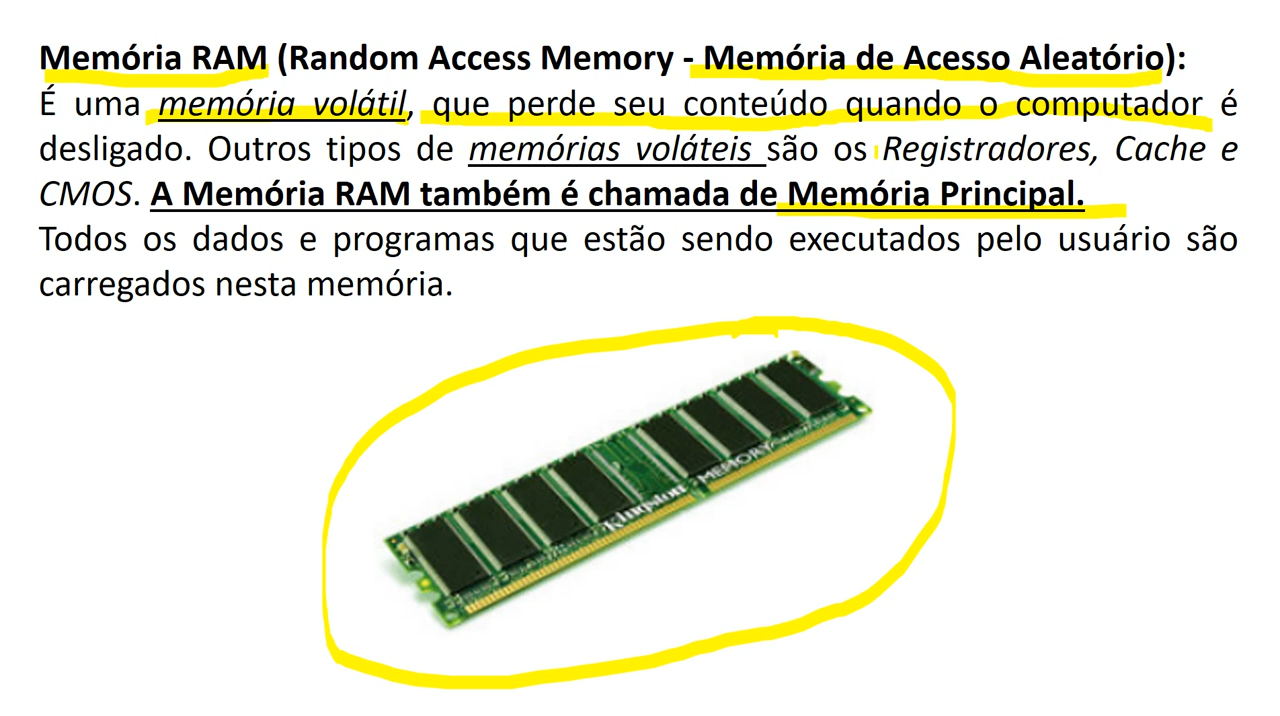 Memória RAM (Random Access Memory - Memória de Acesso Aleatório):
É uma memória volátil, que perde seu conteúdo quando o computador é
desligado. Outros tipos de memórias voláteis são os Registradores, Cache e
CMOS. A Memória RAM também é chamada de Memória Principal.
Todos os dados e programas que estão sendo executados pelo usuário são
carregados nesta memória.
Kingston MEMORY